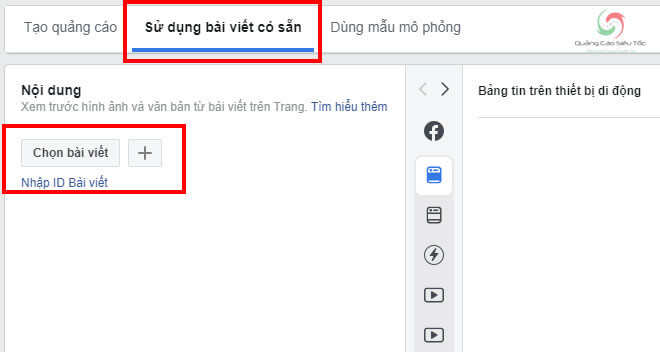 Tạo quảng cáo
Sử dụng bài viết có sẵn
Dùng mẫu mô phỏng
Quảng Cáo Siêu Tốc
Nội dung
Xem trước hình ảnh và văn bản từ bài viết trên Trang. Tìm hiểu thêm
Chọn bài viết
+
Nhập ID Bài viết
Bảng tin trên thiết bị di động